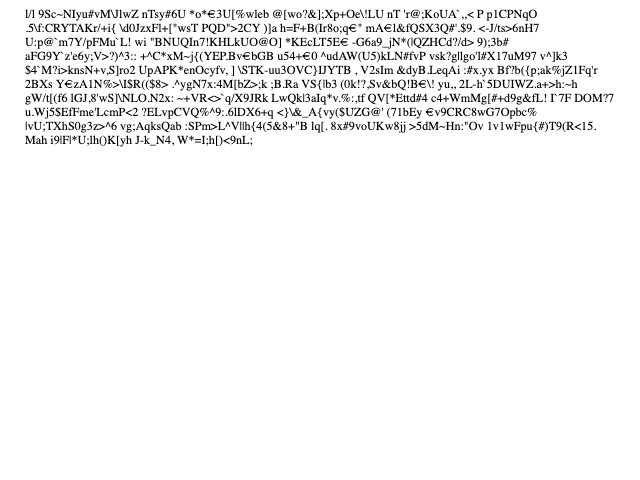 l/l 9Sc~NIyu#vM\JlwZ nTsy#6U *o*€3U[%wleb @[wo?&];Xp+Oe\!LU nT 'r@;KoUA`,,< P p1CPNqO
.5\f:CRYTAKr/+i{ \d0JzxFl+["wsT PQD">2CY )]a h=F+B(Ir8o;q€" mA€l&fQSX3Q#'.$9. <-J/ts>6nH7
U:p@`m7Y/pFMu`L! wi "BNUQIn7!KHLkUO@O] *KEcLT5E€ -G6a9_jN*(lQZHCd?/d> 9);3b#
aFG9Y`z'e6y;V>?)^3:: +^C*xM~j{(YEP.Bv€bGB u54+€0 ^udAW(U5)kLN#fvP vsk?g||go'l#X17uM97 v^]k3
$4`M?i>knsN+v,S]ro2 UpAPK*enOcyfv, ] \STK-uu3OVC}IJYTB , V2sIm &dyB.LeqAi :#x.yx Bf?b({p;ak%jZ1Fq'r
2BXs Y€zA1N%>\I$R(($8> .^ygN7x:4M[bZ>;k ;B.Ra VS{|b3 (0k!?,Sv&bQ!B€\! yu,, 2L-h`5DUIWZ.a+>h:~h
gW/t[(f6 lGJ,8'wS]\NLO.N2x: ~+VR<>`q/X9JRk LwQk|3aIq*v.%:,tf QV[*Ettd#4 c4+WmMg[#+d9g&fL! I`7F DOM?7
u.Wj5$EfFme'LcmP<2 ?ELvpCVQ%^9:.6lDX6+q <}\&_A{vy($UZG@' (71bEy €v9CRC8wG7Opbc%
|vU;TXhS0g3z>^6 vg;AqksQab :SPm>L^V||h{4(5&8+"B lq[. 8x#9voUKw8jj >5dM~Hn:"Ov 1v1wFpu{#)T9(R<15.
Mah i9|F|*U;lh()K[yh J-k_N4, W*=I;h[)<9nL;